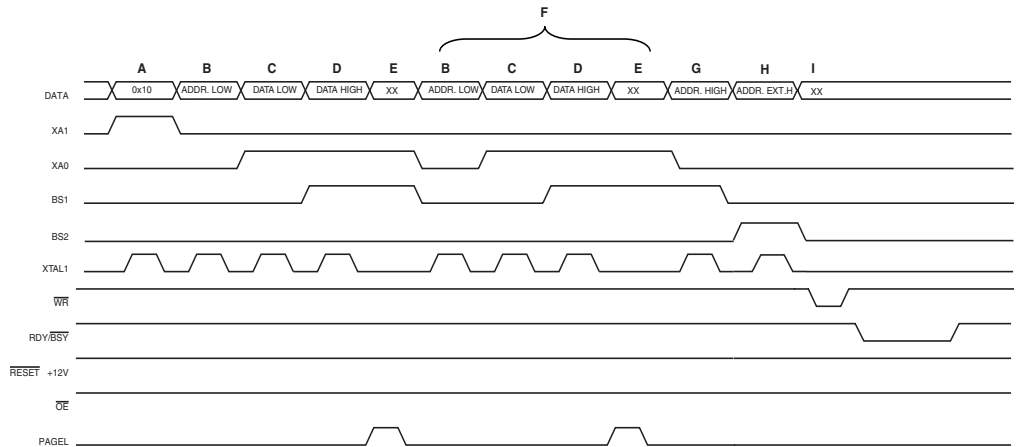 F
A B C D E B C D E G H I
DATA 0x10 ADDR. LOW DATA LOW DATA HIGH XX ADDR. LOW DATA LOW DATA HIGH XX ADDR. HIGH ADDR. EXT.H XX
XA1
XA0
BS1
BS2
XTAL1
WR
RDY/BSY
RESET +12V
OE
PAGEL